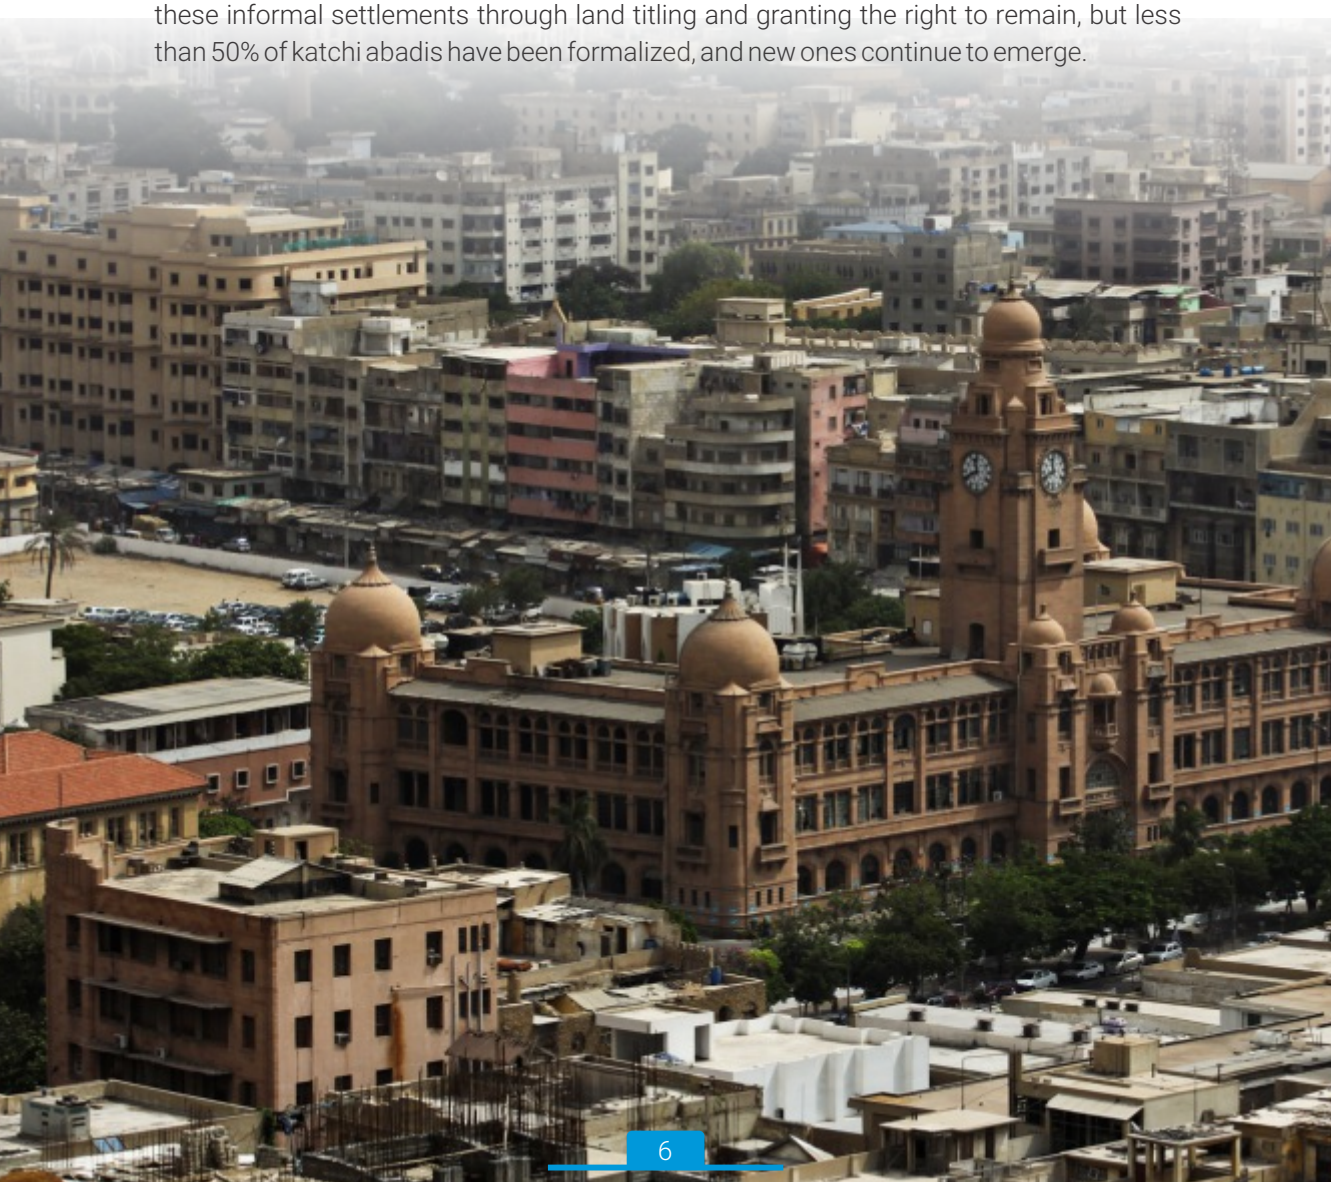 these informal settlements through land titling and granting the right to remain, but less
than 50% of katchi abadis have been formalized, and new ones continue to emerge.
6